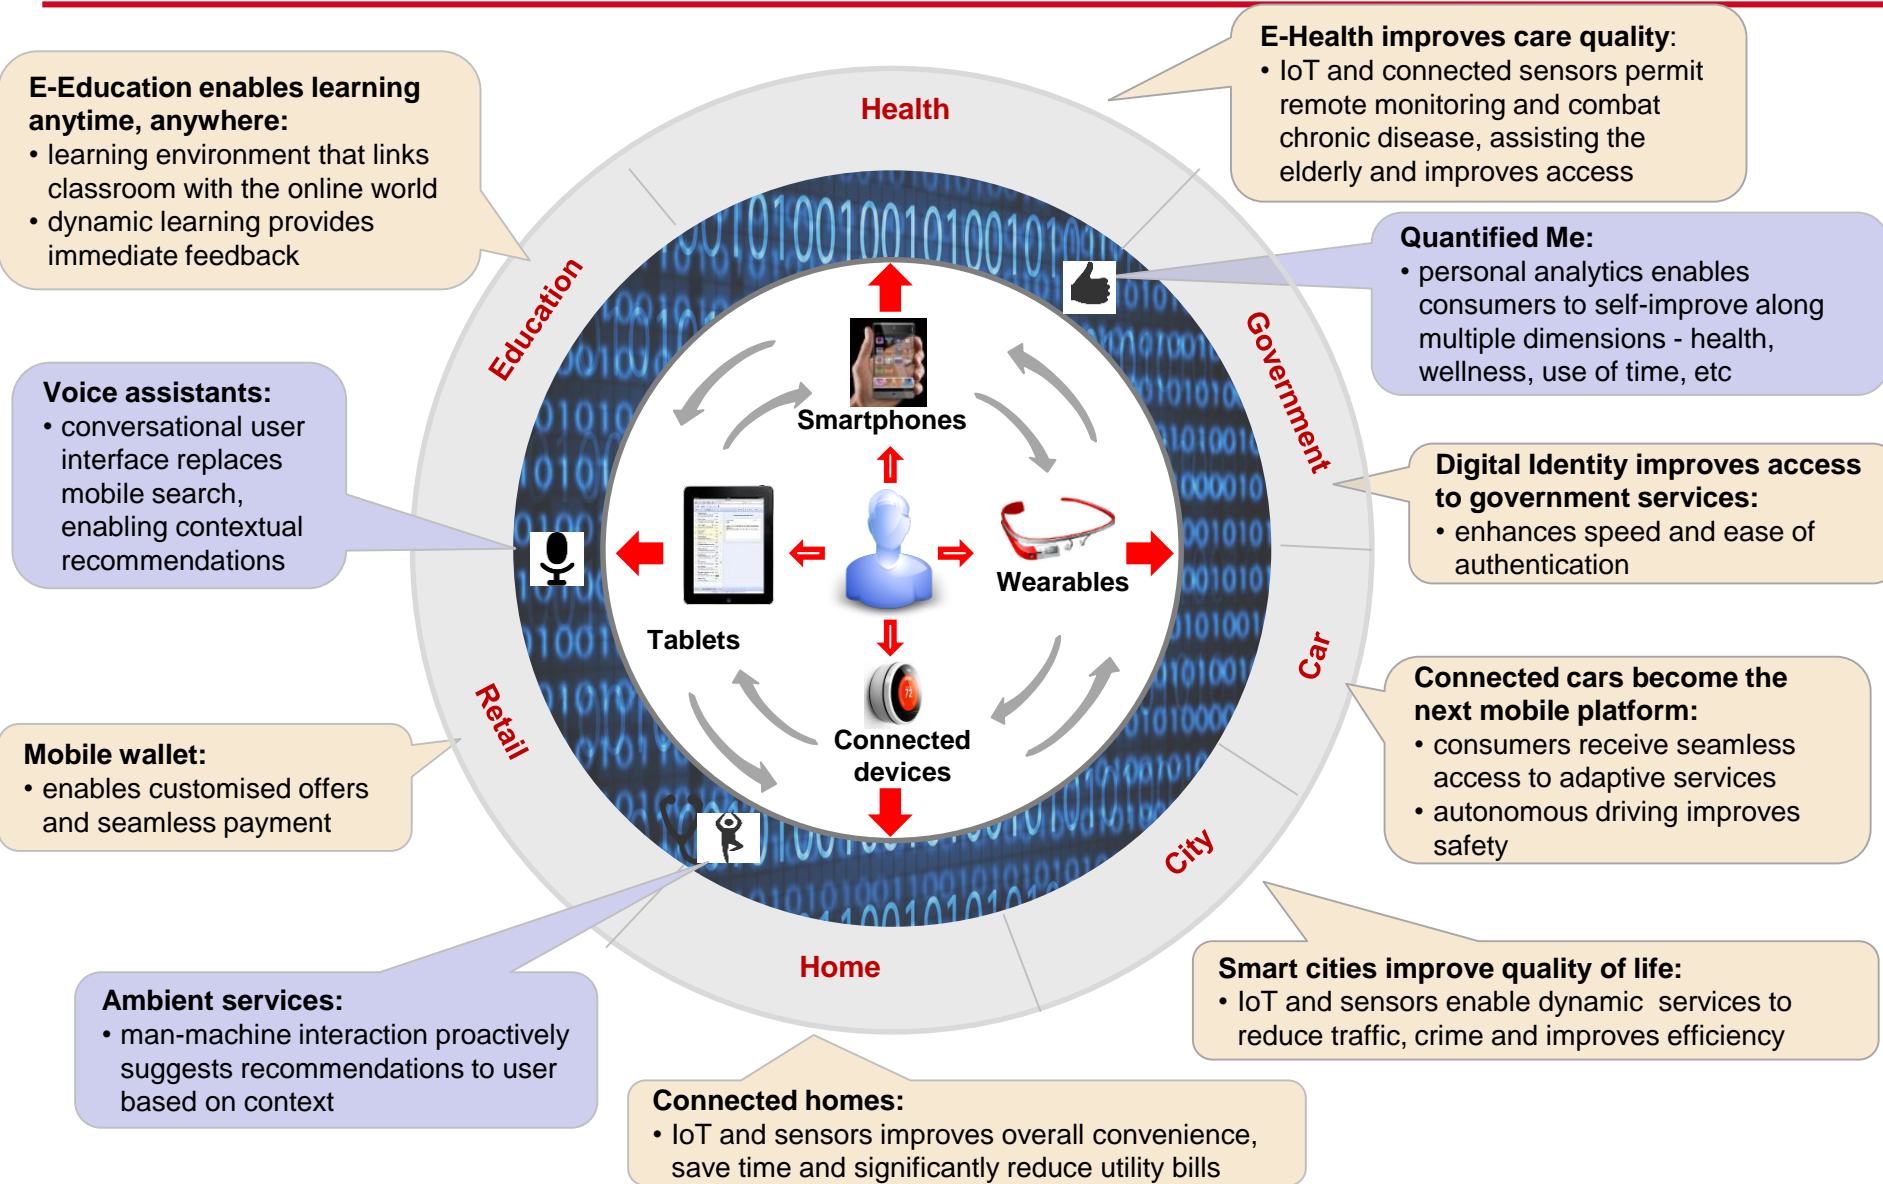 E-Education enables learning
anytime, anywhere:
• learning environment that links
classroom with the online world
• dynamic learning provides
immediate feedback
Voice assistants:
• conversational user
interface replaces
mobile search,
enabling contextual
recommendations
Mobile wallet:
• enables customised offers
and seamless payment
Ambient services:
• man-machine interaction proactively
suggests recommendations to user
based on context
Health
Education
Government
Car
City
Home
Retail
Smartphones
Wearables
Tablets
Connected
devices
72
E-Health improves care quality:
• IoT and connected sensors permit
remote monitoring and combat
chronic disease, assisting the
elderly and improves access
Quantified Me:
• personal analytics enables
consumers to self-improve along
multiple dimensions - health,
wellness, use of time, etc
Digital Identity improves access
to government services:
• enhances speed and ease of
authentication
Connected cars become the
next mobile platform:
• consumers receive seamless
access to adaptive services
• autonomous driving improves
safety
Smart cities improve quality of life:
• IoT and sensors enable dynamic  services to
reduce traffic, crime and improves efficiency
Connected homes:
• IoT and sensors improves overall convenience,
save time and significantly reduce utility bills